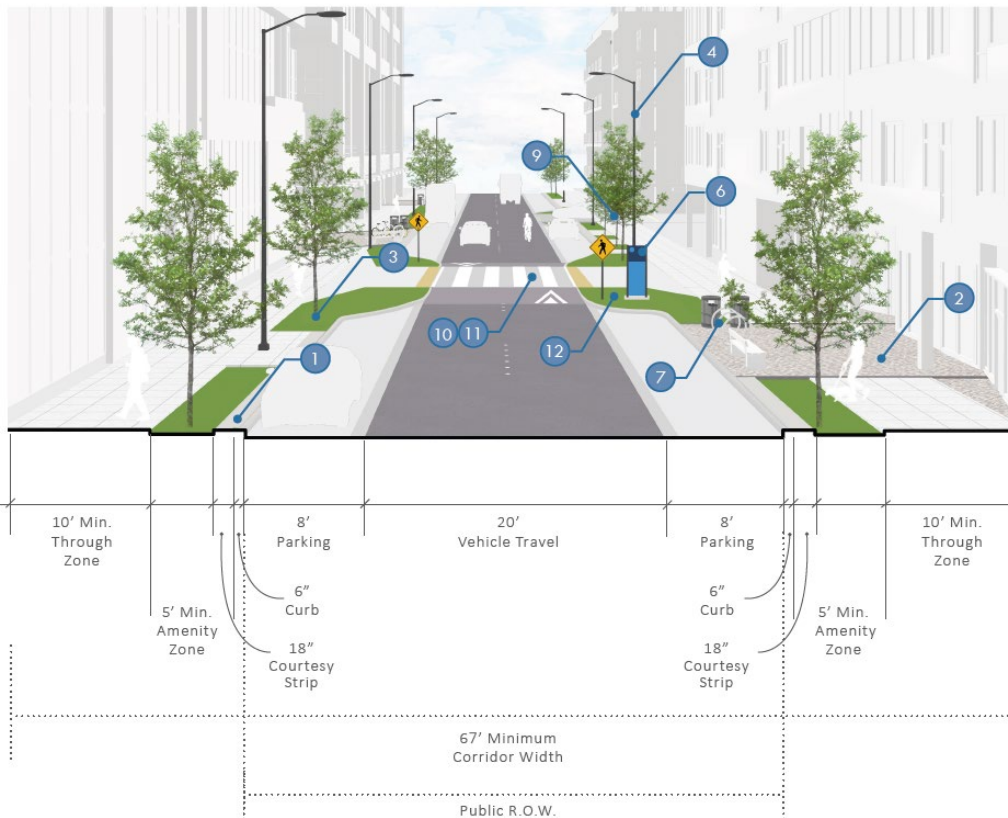 4
9
6
3
2
10 11
12
7
1
10’ Min.
Through
Zone
8’
Parking
20’
Vehicle Travel
8’
Parking
10’ Min.
Through
Zone
6”
Curb
6”
Curb
5’ Min.
Amenity
Zone
5’ Min.
Amenity
Zone
18”
Courtesy
Strip
18”
Courtesy
Strip
67’ Minimum
Corridor Width
Public R.O.W.